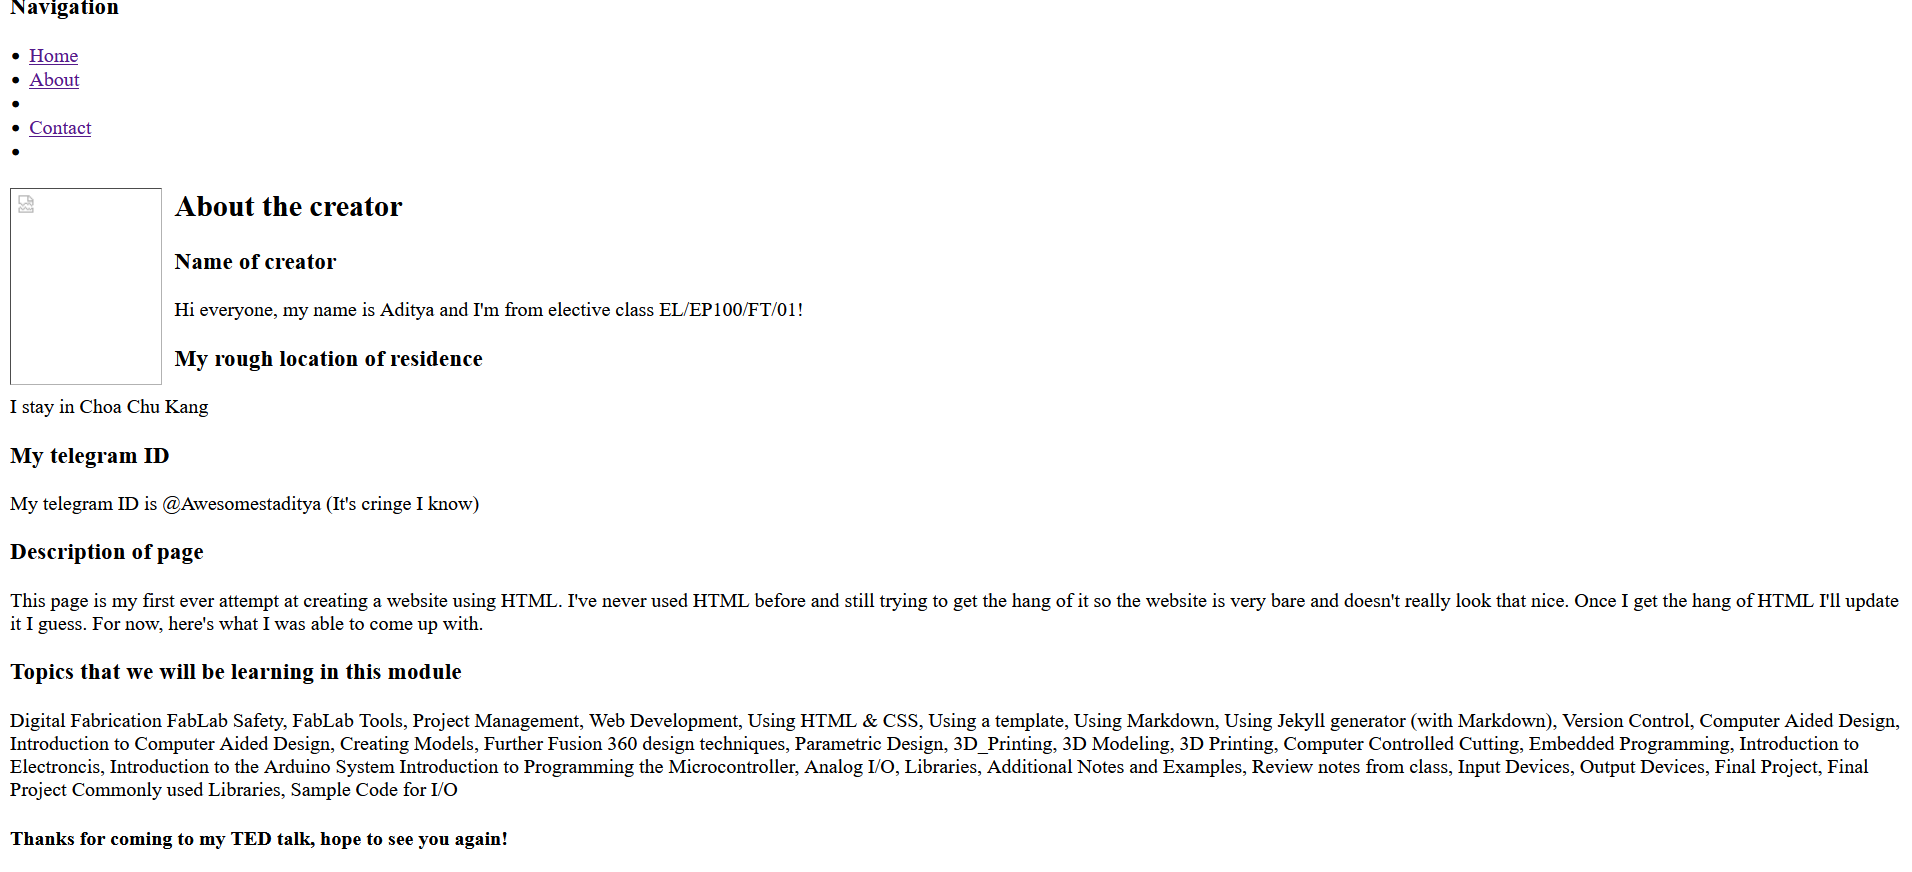 Navigation
Home
About
Contact
About the creator
Name of creator
Hi everyone, my name is Aditya and I'm from elective class EL/EP100/FT/01!
My rough location of residence
I stay in Choa Chu Kang
My telegram ID
My telegram ID is @Awesomestaditya (It's cringe I know)
Description of page
This page is my first ever attempt at creating a website using HTML. I've never used HTML before and still trying to get the hang of it so the website is very bare and doesn't really look that nice. Once I get the hang of HTML I'll update
it I guess. For now, here's what I was able to come up with.
Topics that we will be learning in this module
Digital Fabrication FabLab Safety, FabLab Tools, Project Management, Web Development, Using HTML & CSS, Using a template, Using Markdown, Using Jekyll generator (with Markdown), Version Control, Computer Aided Design,
Introduction to Computer Aided Design, Creating Models, Further Fusion 360 design techniques, Parametric Design, 3D_Printing, 3D Modeling, 3D Printing, Computer Controlled Cutting, Embedded Programming, Introduction to
Electroncis, Introduction to the Arduino System Introduction to Programming the Microcontroller, Analog I/O, Libraries, Additional Notes and Examples, Review notes from class, Input Devices, Output Devices, Final Project, Final
Project Commonly used Libraries, Sample Code for I/O
Thanks for coming to my TED talk, hope to see you again!